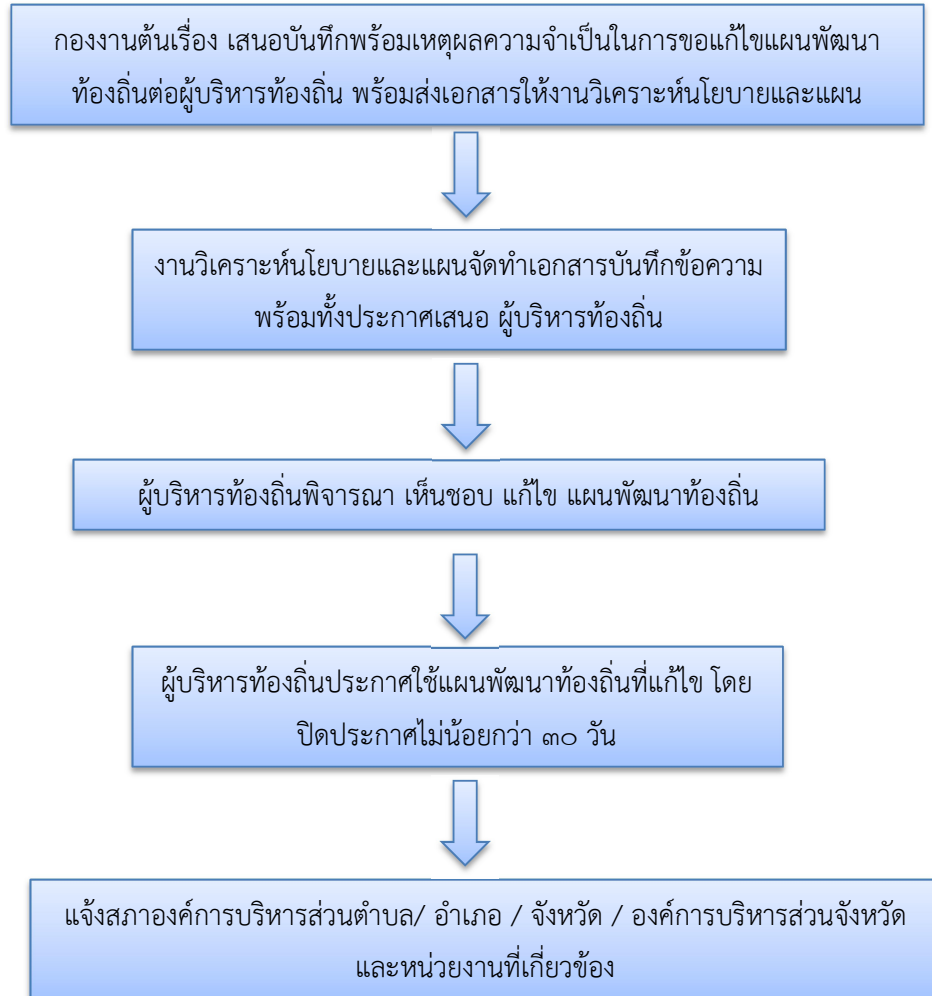 กองงานต้นเรื่อง เสนอบันทึกพร้อมเหตุผลความจำเป็นในการขอแก้ไขแผนพัฒนา
ท้องถิ่นต่อผู้บริหารท้องถิ่น พร้อมส่งเอกสารให้งานวิเคราะห์นโยบายและแผน
งานวิเคราะห์นโยบายและแผนจัดทำเอกสารบันทึกข้อความ
พร้อมทั้งประกาศเสนอ ผู้บริหารท้องถิ่น
ผู้บริหารท้องถิ่นพิจารณา เห็นชอบ แก้ไข แผนพัฒนาท้องถิ่น
ผู้บริหารท้องถิ่นประกาศใช้แผนพัฒนาท้องถิ่นที่แก้ไข โดย
ปิดประกาศไม่น้อยกว่า ๓๐ วัน
แจ้งสภาองค์การบริหารส่วนตำบล/ อำเภอ / จังหวัด / องค์การบริหารส่วนจังหวัด
และหน่วยงานที่เกี่ยวข้อง